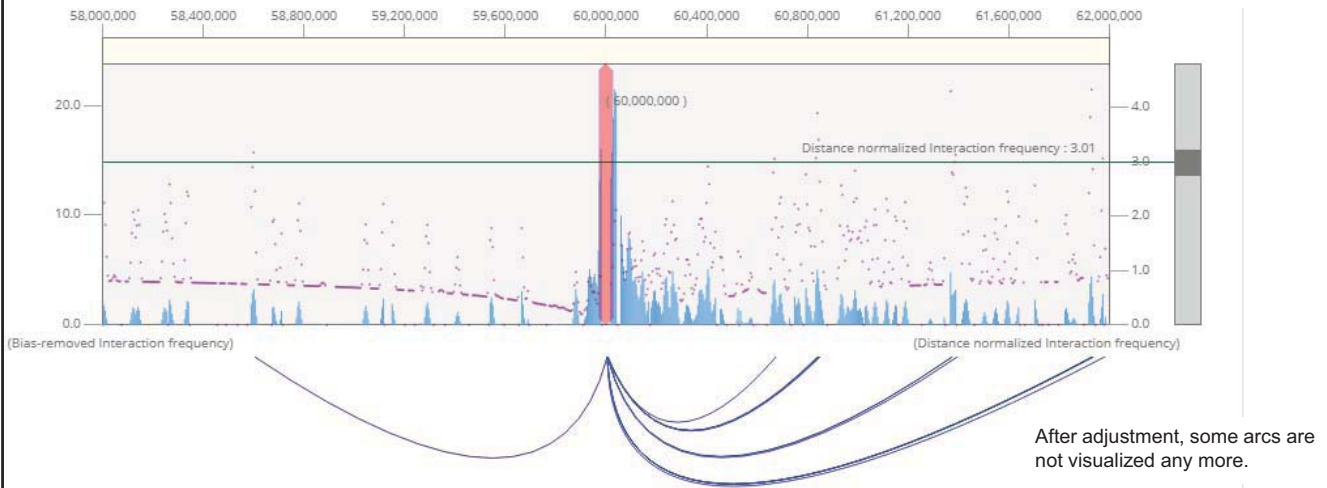 58,000,000 58,400,000 58,800,000 59,200,000 59,600,000 60,000,000 60,400,000 60,800,000 61,200,000 61,600,000 62,000,000
20.0
( 60,000,000 )
4.0
Distance normalized Interaction frequency : 3.01
3.0
10.0
2.0
1.0
0.0
0.0
(Bias-removed Interaction frequency)
(Distance normalized Interaction frequency)
After adjustment, some arcs are
not visualized any more.